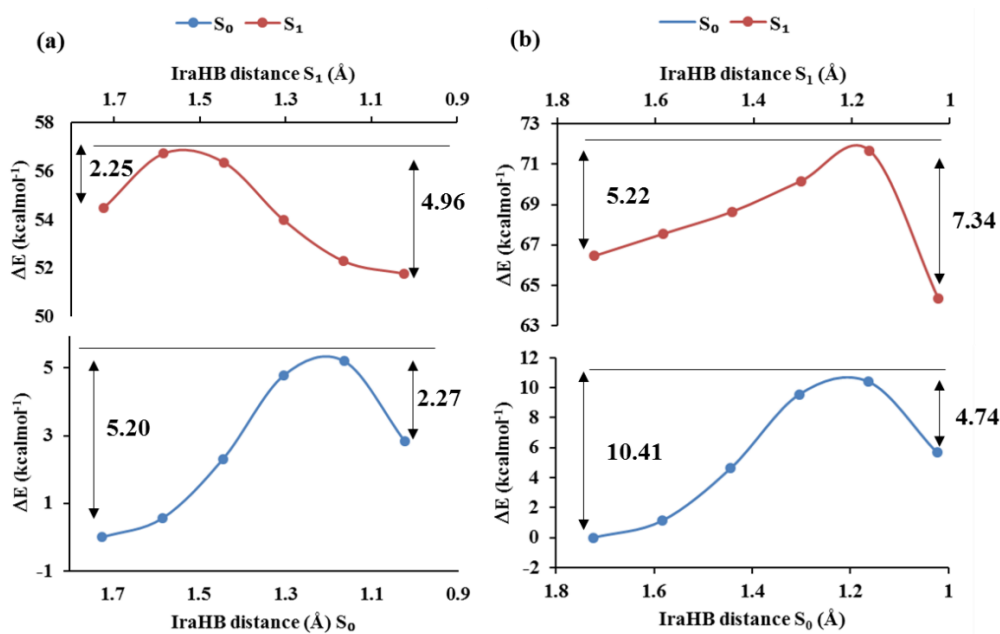 (a)
S₀ S₁
IraHB distance S₁ (Å)
1.7 1.5 1.3 1.1 0.9
58
56
54
52
50
ΔE (kcalmol⁻¹)
2.25
4.96
5
3
1
-1
ΔE (kcalmol⁻¹)
5.20
2.27
1.7 1.5 1.3 1.1 0.9
IraHB distance (Å) S₀
(b)
S₀ S₁
IraHB distance S₁ (Å)
1.8 1.6 1.4 1.2 1
73
71
69
67
65
63
ΔE (kcalmol⁻¹)
5.22
7.34
12
10
8
6
4
2
0
-2
ΔE (kcalmol⁻¹)
10.41
4.74
1.8 1.6 1.4 1.2 1
IraHB distance S₀ (Å)